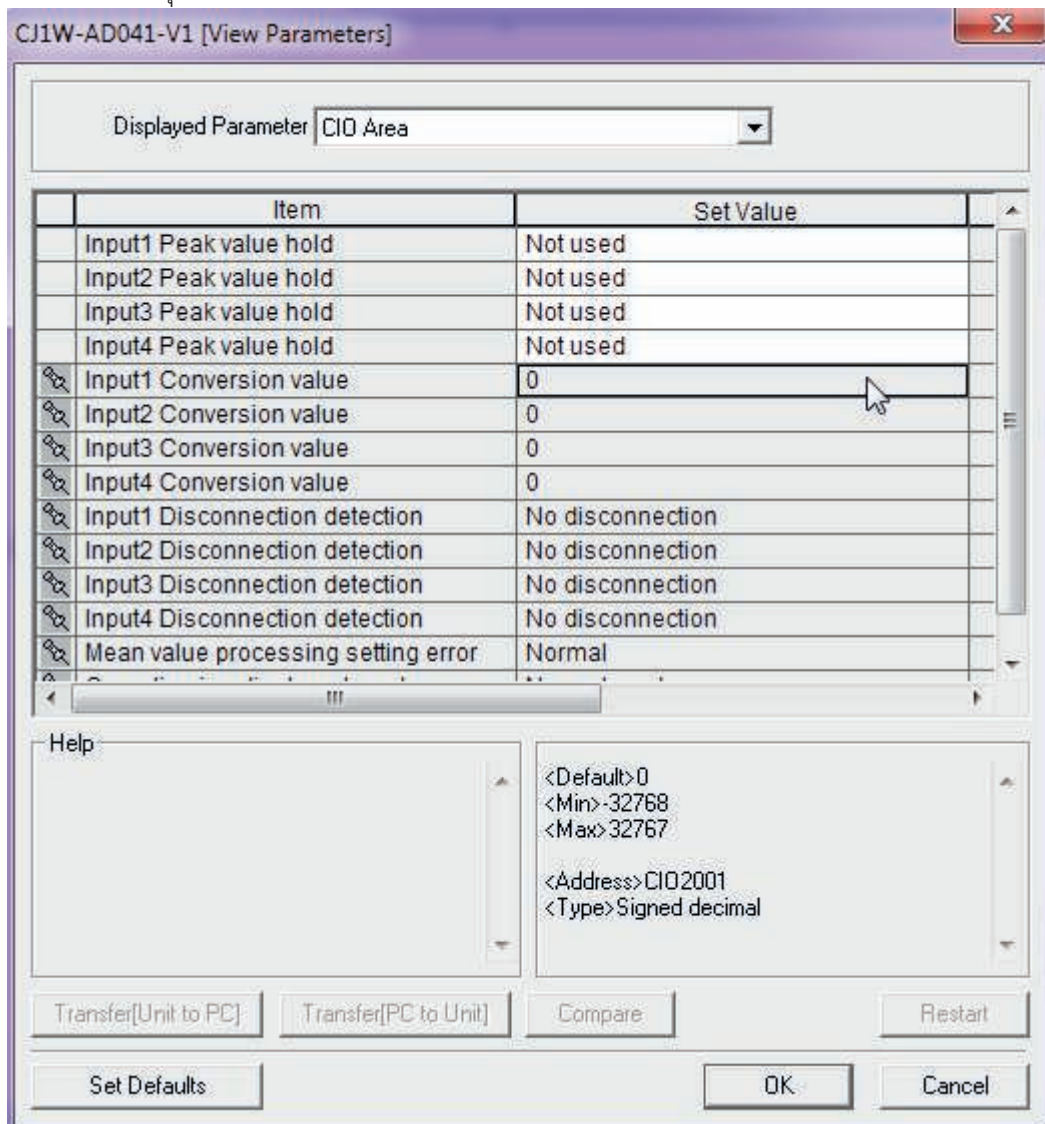 CJ1W-AD041-V1 [View Parameters]
Displayed Parameter CIO Area
Item Set Value
Input1 Peak value hold Not used
Input2 Peak value hold Not used
Input3 Peak value hold Not used
Input4 Peak value hold Not used
Input1 Conversion value 0
Input2 Conversion value 0
Input3 Conversion value 0
Input4 Conversion value 0
Input1 Disconnection detection No disconnection
Input2 Disconnection detection No disconnection
Input3 Disconnection detection No disconnection
Input4 Disconnection detection No disconnection
Mean value processing setting error Normal
Help
<Default>0
<Min>-32768
<Max>32767
<Address>CIO2001
<Type>Signed decimal
Transfer[Unit to PC] Transfer[PC to Unit] Compare Restart
Set Defaults OK Cancel